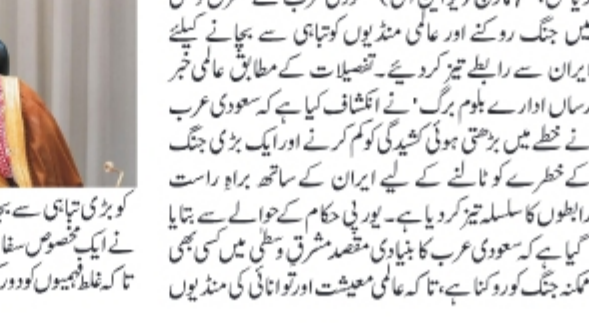 میں جنگ روکنے اور عالمی منڈیوں کو تباہی سے بچانے کیلئے
ایران سے رابطے تیز کر دیئے۔ تفصیلات کے مطابق عالمی خبر
رساں ادارے بلوم برگ' نے انکشاف کیا ہے کہ سعودی عرب
نے خطے میں بڑھتی ہوئی کشیدگی کو کم کرنے اور ایک بڑی جنگ
کے خطرے کو ٹالنے کے لیے ایران کے ساتھ براہِ راست
رابطوں کا سلسلہ تیز کر دیا ہے۔ یورپی حکام کے حوالے سے بتایا
گیا ہے کہ سعودی عرب کا بنیادی مقصد مشرقِ وسطیٰ میں کسی بھی
ممکنہ جنگ کو روکنا ہے، تاکہ عالمی معیشت اور توانائی کی منڈیوں
کو بڑی تباہی سے
نے ایک مخصوص
تاکہ غلط فہمیوں کو دور